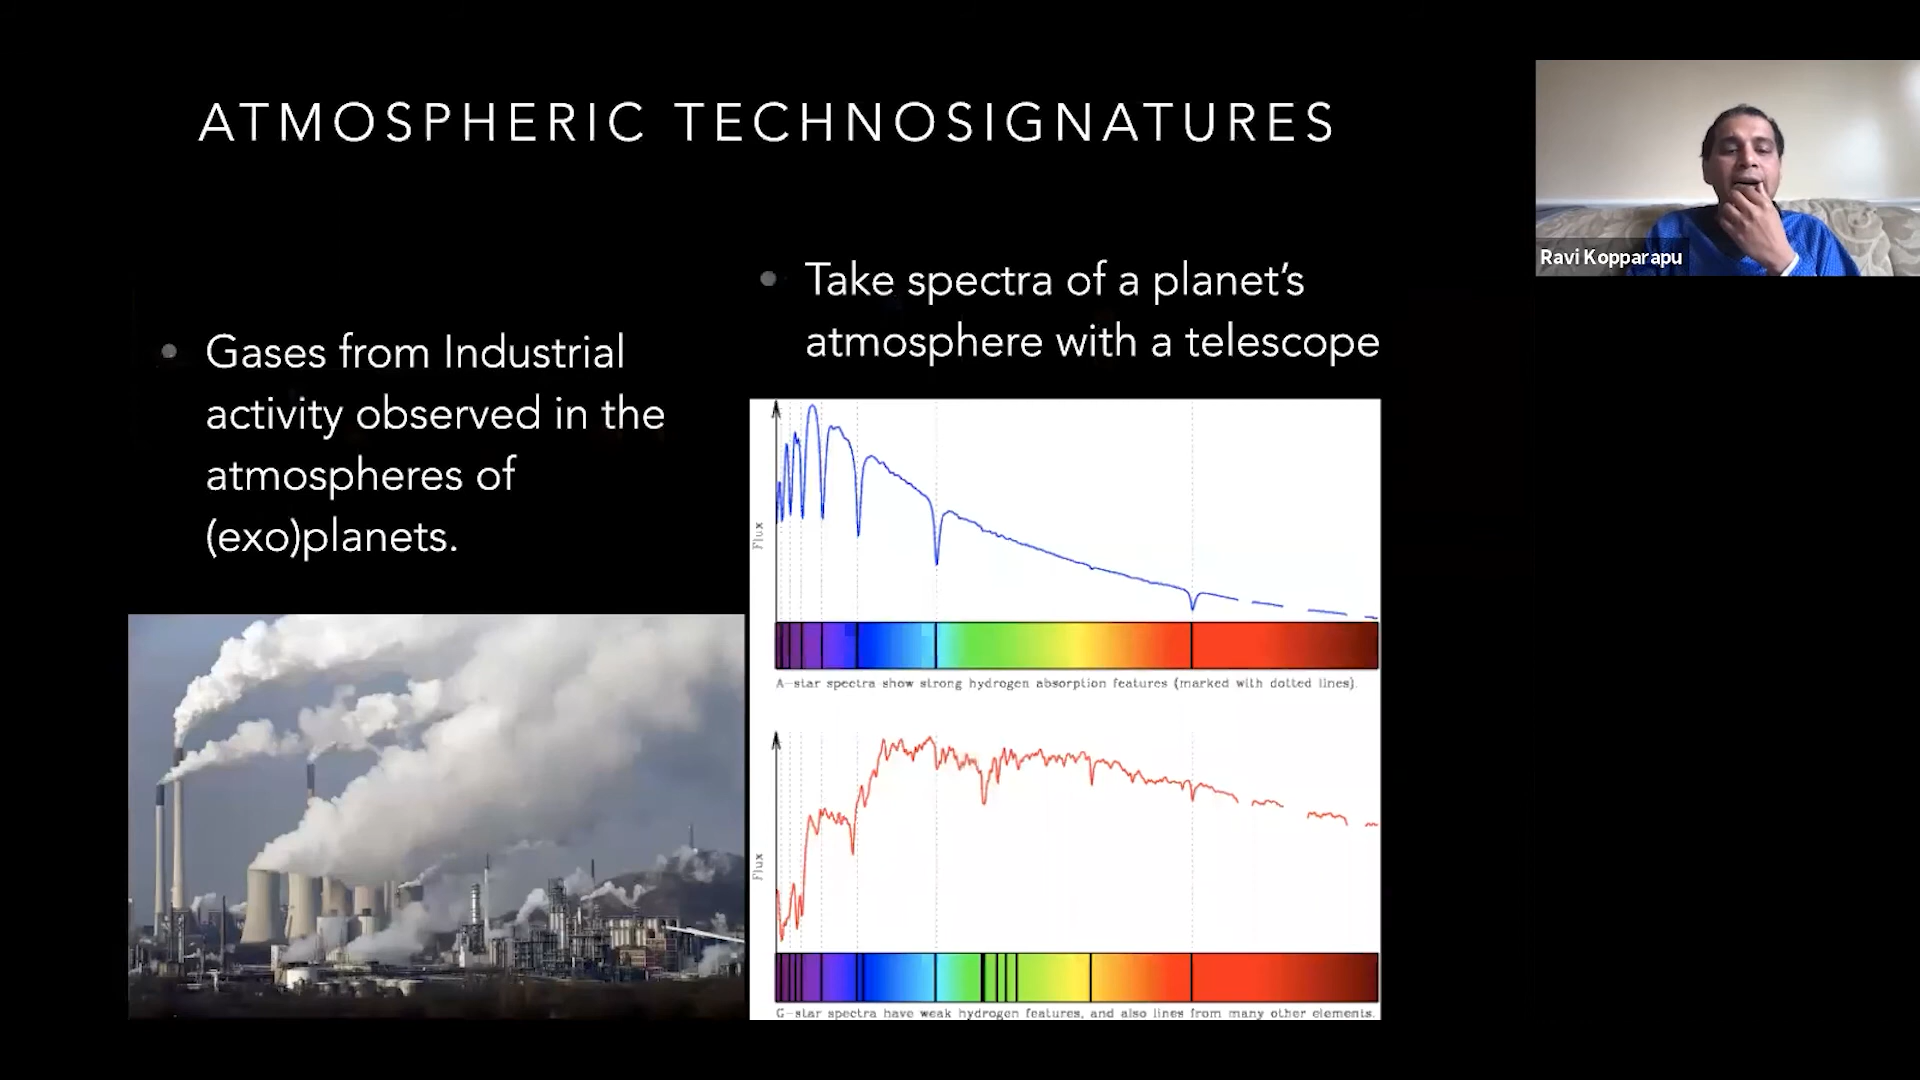 ATMOSPHERIC TECHNOSIGNATURES
Gases from Industrial
activity observed in the
atmospheres of
(exo)planets.
Take spectra of a planet's
atmosphere with a telescope
Flux
A-star spectra show strong hydrogen absorption features (marked with dotted lines).
Flux
G-star spectra have weak hydrogen features, and also lines from many other elements.
Ravi Kopparapu